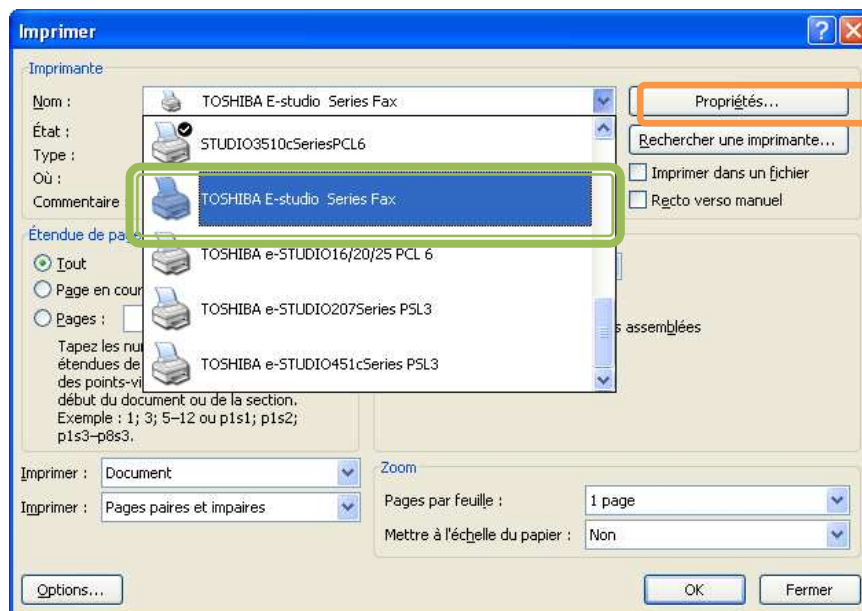 Imprimer
Imprimante
Nom :
TOSHIBA E-studio Series Fax
Propriétés...
État :
STUDIO3510cSeriesPCL6
Rechercher une imprimante...
Type :
Où :
Imprimer dans un fichier
TOSHIBA E-studio Series Fax
Commentaire
Recto verso manuel
Étendue de
TOSHIBA e-STUDIO16/20/25 PCL 6
Tout
Page en cour
TOSHIBA e-STUDIO207Series PSL3
Pages :
assemblées
Tapez les
étendues de
TOSHIBA e-STUDIO451cSeries PSL3
des
début du document ou de la section.
Exemple : 1; 3; 5–12 ou p1s1; p1s2;
p1s3–p8s3.
Imprimer : Document
Zoom
Imprimer : Pages paires et impaires
Pages par feuille : 1 page
Mettre à l'échelle du papier : Non
Options...
OK
Fermer